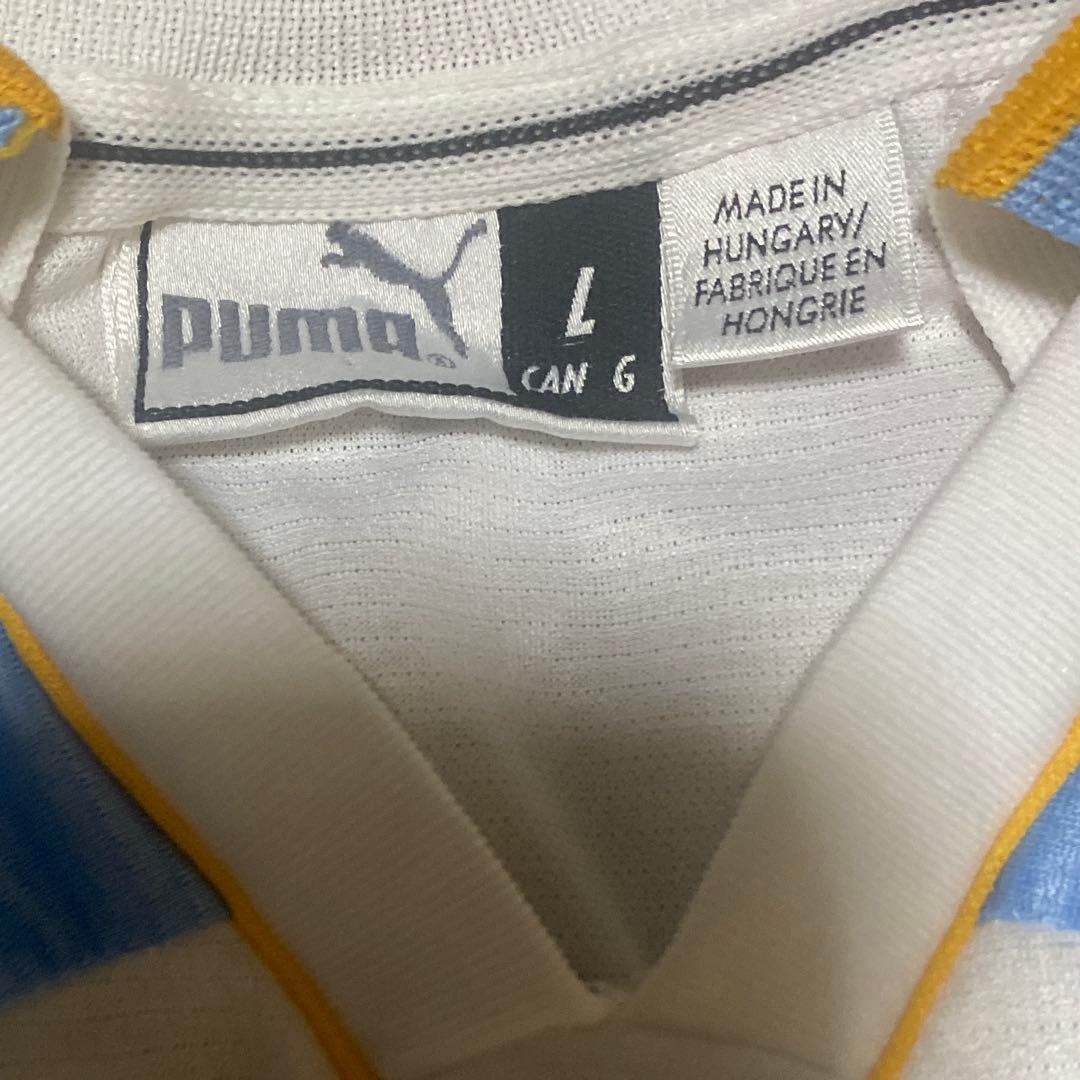 PUMA®
L
CAN G
MADE IN
HUNGARY/
FABRIQUE EN
HONGRIE